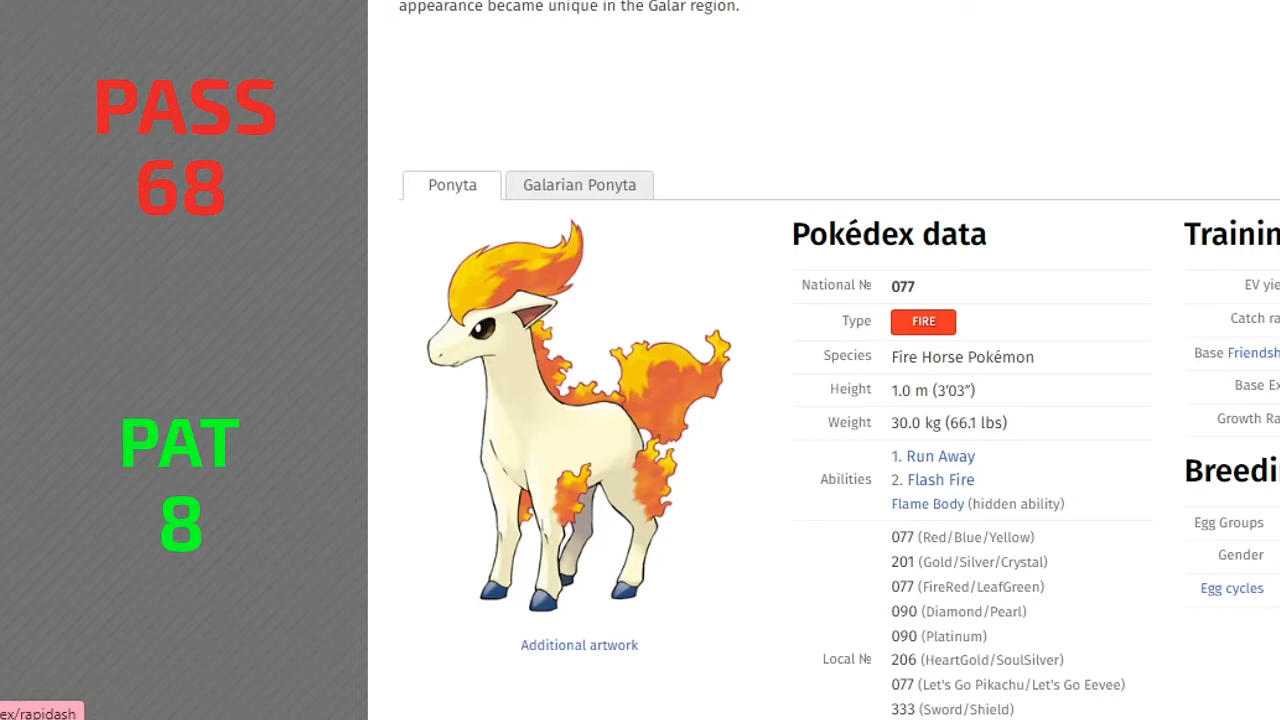 appearance became unique in the Galar region.
PASS
68
PAT
8
ex/rapidash
Ponyta
Galarian Ponyta
Additional artwork
Pokédex data
National № 077
Type FIRE
Species Fire Horse Pokémon
Height 1.0 m (3′03″)
Weight 30.0 kg (66.1 lbs)
Abilities 1. Run Away
2. Flash Fire
Flame Body (hidden ability)
Local № 077 (Red/Blue/Yellow)
201 (Gold/Silver/Crystal)
077 (FireRed/LeafGreen)
090 (Diamond/Pearl)
090 (Platinum)
206 (HeartGold/SoulSilver)
077 (Let's Go Pikachu/Let's Go Eevee)
333 (Sword/Shield)
Trainin
EV yie
Catch ra
Base Friendsh
Base Ex
Growth Ra
Breedi
Egg Groups
Gender
Egg cycles